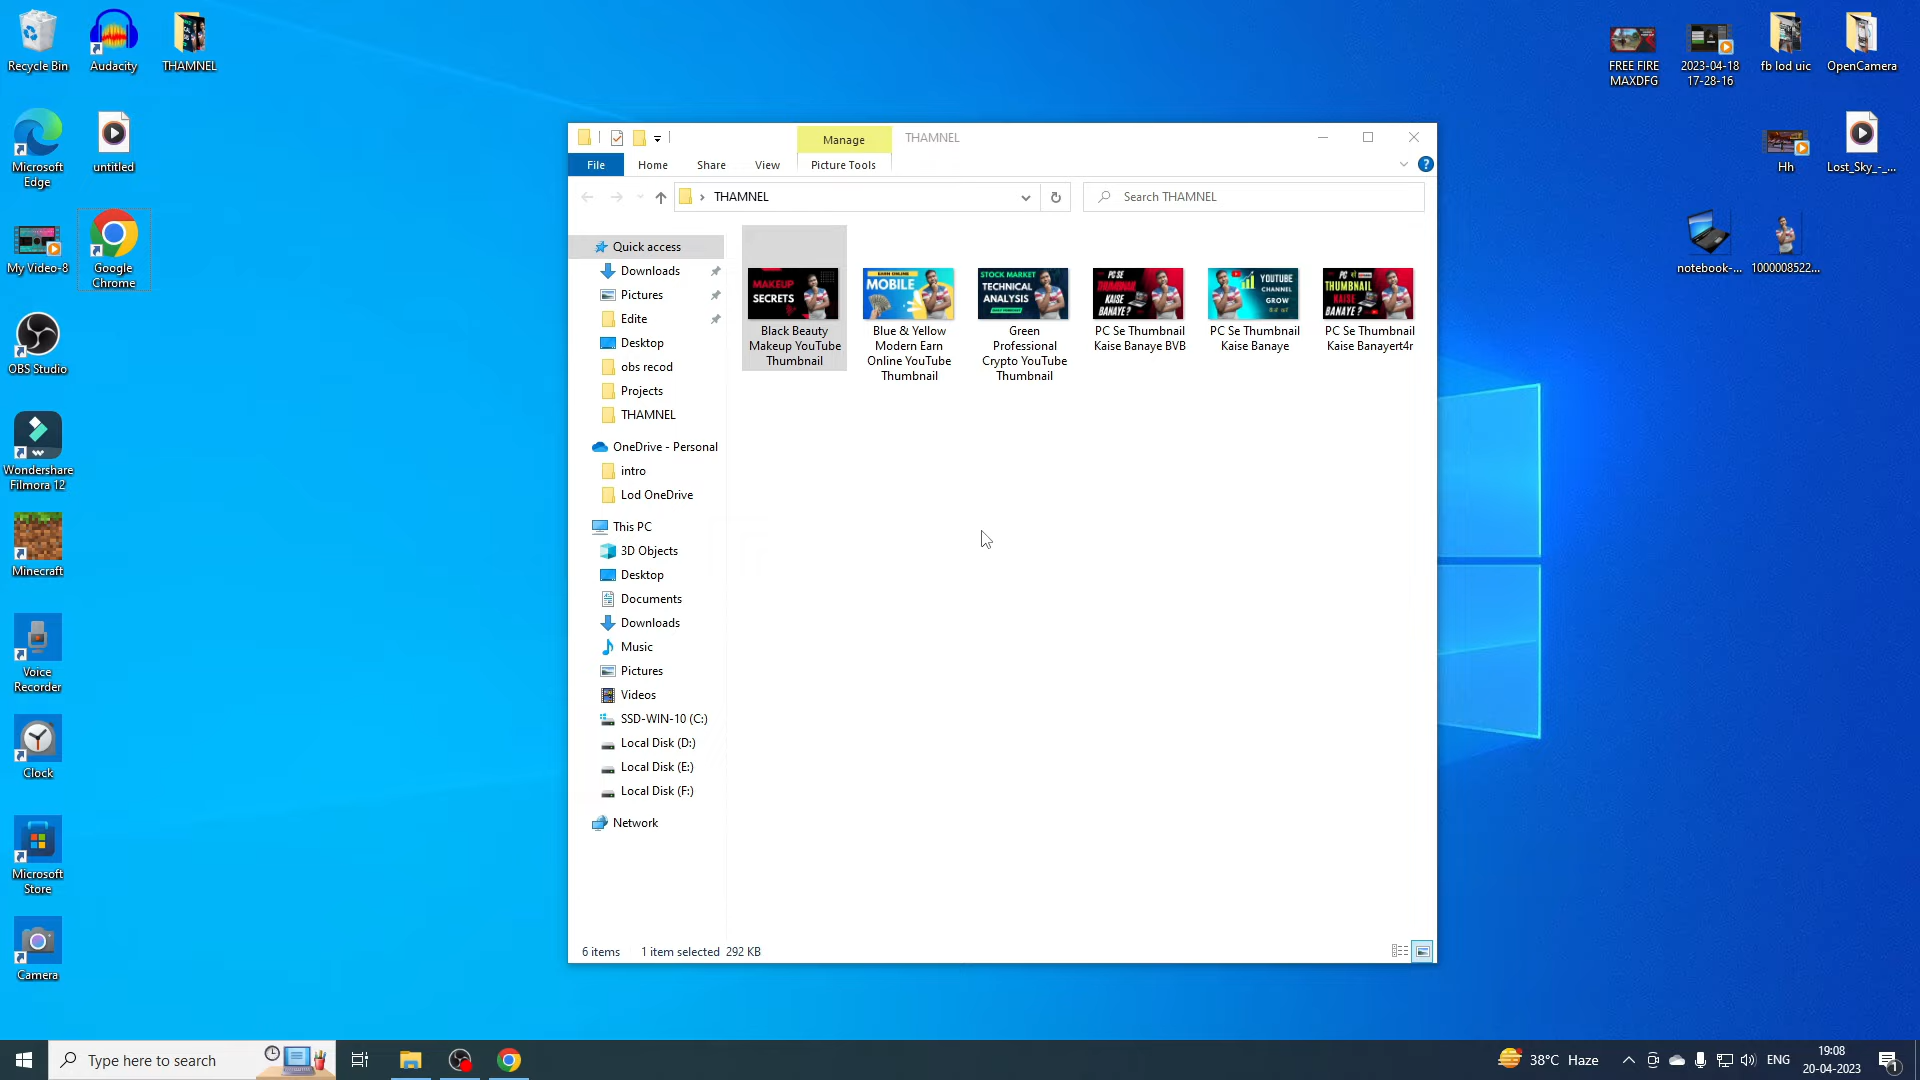 Recycle Bin
Audacity
THAMNEL
Microsoft
Edge
untitled
My Video-8
Google
Chrome
OBS Studio
Wondershare
Filmora 12
Minecraft
Voice
Recorder
Clock
Microsoft
Store
Camera
FREE FIRE
MAXDFG
2023-04-18
17-28-16
fb lod uic
OpenCamera
Hh
Lost_Sky_-_...
notebook-...
1000008522...
Manage
THAMNEL
File
Home
Share
View
Picture Tools
THAMNEL
Search THAMNEL
Quick access
Downloads
Pictures
Edite
Desktop
obs recod
Projects
THAMNEL
OneDrive - Personal
intro
Lod OneDrive
This PC
3D Objects
Desktop
Documents
Downloads
Music
Pictures
Videos
SSD-WIN-10 (C:)
Local Disk (D:)
Local Disk (E:)
Local Disk (F:)
Network
MAKEUP
SECRETS
Black Beauty
Makeup YouTube
Thumbnail
EARN ONLINE
MOBILE
Blue & Yellow
Modern Earn
Online YouTube
Thumbnail
STOCK MARKET
TECHNICAL
ANALYSIS
Green
Professional
Crypto YouTube
Thumbnail
PC SE
THUMBNAIL
KAISE
BANAYE?
PC Se Thumbnail
Kaise Banaye BVB
YOUTUBE
CHANNEL
GROW
PC Se Thumbnail
Kaise Banaye
PC
THUMBNAIL
KAISE
BANAYE ?
PC Se Thumbnail
Kaise Banayert4r
6 items
1 item selected 292 KB
Type here to search
38°C Haze
ENG
19:08
20-04-2023
1